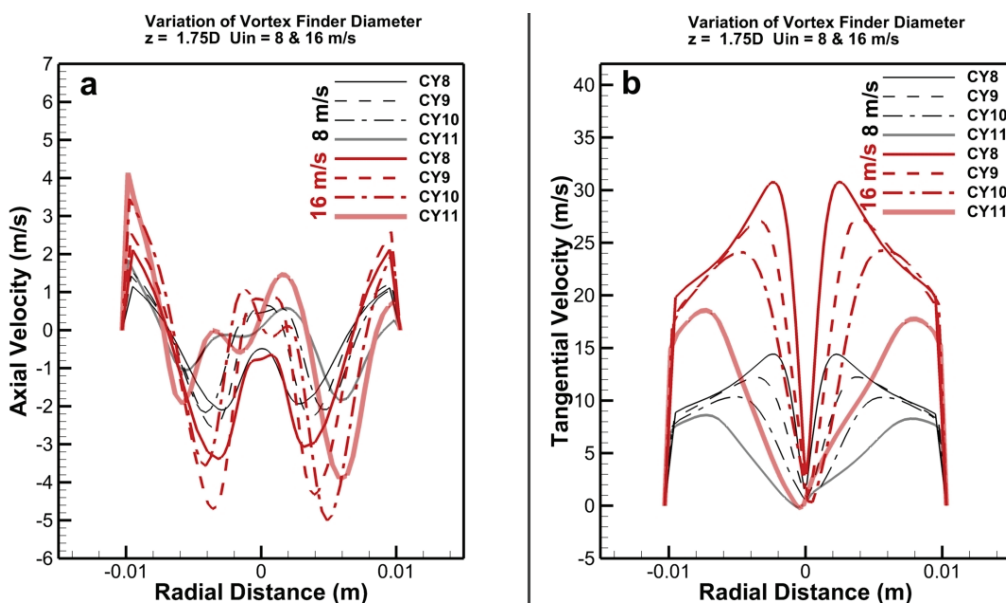 Variation of Vortex Finder Diameter
z = 1.75D Uin = 8 & 16 m/s
a
7
6
5
4
3
2
1
0
-1
-2
-3
-4
-5
-6
Axial Velocity (m/s)
-0.01
0
0.01
Radial Distance (m)
8 m/s
CY8
CY9
CY10
CY11
16 m/s
CY8
CY9
CY10
CY11
Variation of Vortex Finder Diameter
z = 1.75D Uin = 8 & 16 m/s
b
40
35
30
25
20
15
10
5
0
-5
Tangential Velocity (m/s)
-0.01
0
0.01
Radial Distance (m)
8 m/s
CY8
CY9
CY10
CY11
16 m/s
CY8
CY9
CY10
CY11